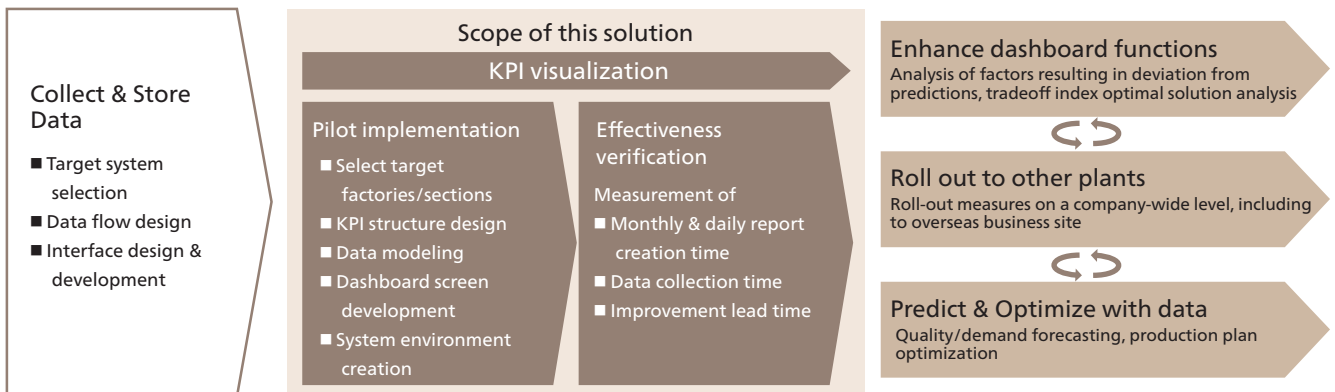 Collect & Store
Data
■ Target system
selection
■ Data flow design
■ Interface design &
development
Scope of this solution
KPI visualization
Pilot implementation
■ Select target
factories/sections
■ KPI structure design
■ Data modeling
■ Dashboard screen
development
■ System environment
creation
Effectiveness
verification
Measurement of
■ Monthly & daily report
creation time
■ Data collection time
■ Improvement lead time
Enhance dashboard functions
Analysis of factors resulting in deviation from
predictions, tradeoff index optimal solution analysis
Roll out to other plants
Roll-out measures on a company-wide level, including
to overseas business site
Predict & Optimize with data
Quality/demand forecasting, production plan
optimization